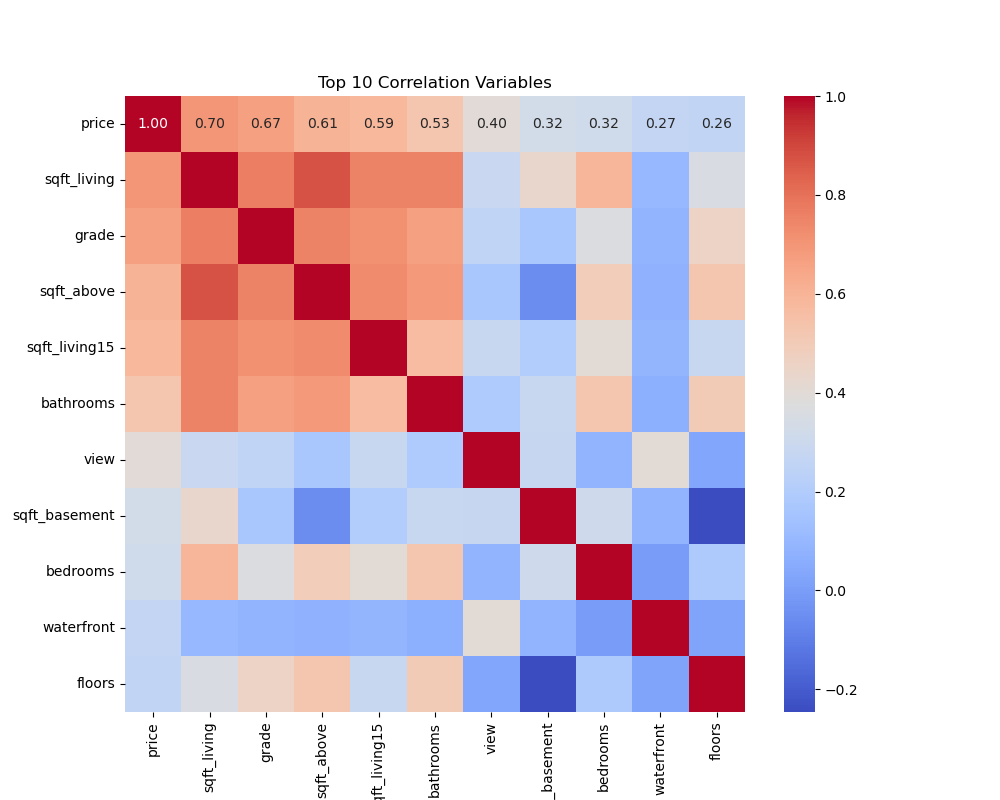 Top 10 Correlation Variables
price 1.00 0.70 0.67 0.61 0.59 0.53 0.40 0.32 0.32 0.27 0.26
sqft_living
grade
sqft_above
sqft_living15
bathrooms
view
sqft_basement
bedrooms
waterfront
floors
price
sqft_living
grade
sqft_above
qft_living15
bathrooms
view
_basement
bedrooms
waterfront
floors
1.0
0.8
0.6
0.4
0.2
0.0
−0.2